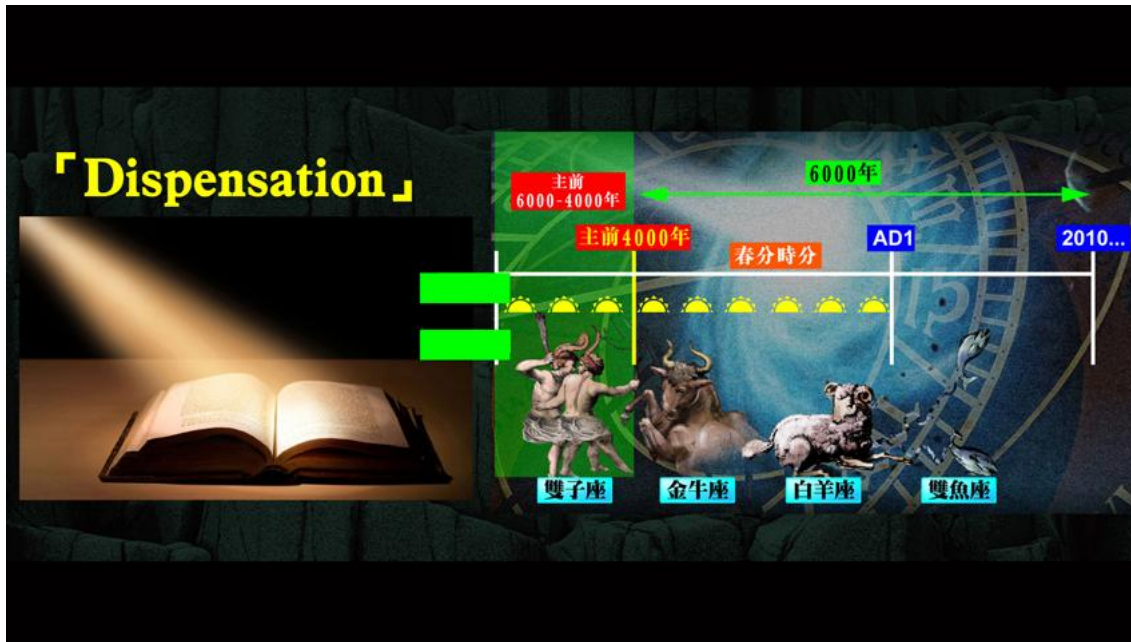 「Dispensation」
主前
6000-4000年
6000年
主前4000年
春分時分
AD1
2010...
雙子座
金牛座
白羊座
雙魚座